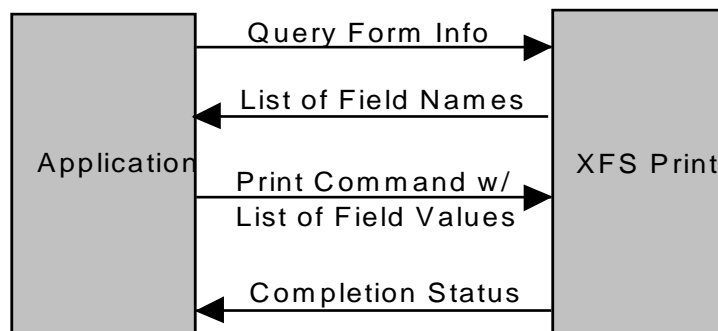 Query Form Info
List of Field Names
Application
XFS Print
Print Command w/
List of Field Values
Completion Status